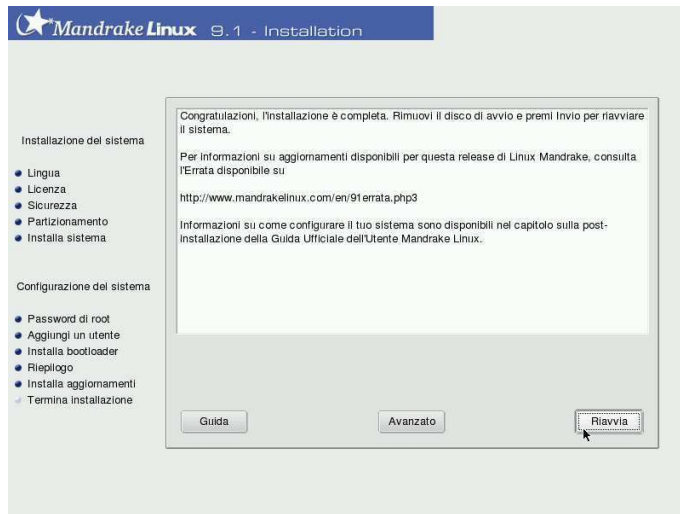 Mandrake Linux 9.1 - Installation
Installazione del sistema
Lingua
Licenza
Sicurezza
Partizionamento
Installa sistema
Configurazione del sistema
Password di root
Aggiungi un utente
Installa bootloader
Riepilogo
Installa aggiornamenti
Termina installazione
Congratulazioni, l'installazione è completa. Rimuovi il disco di avvio e premi Invio per riavviare
il sistema.
Per informazioni su aggiornamenti disponibili per questa release di Linux Mandrake, consulta
l'Errata disponibile su
http://www.mandrakelinux.com/en/91errata.php3
Informazioni su come configurare il tuo sistema sono disponibili nel capitolo sulla post-
installazione della Guida Ufficiale dell'Utente Mandrake Linux.
Guida
Avanzato
Riavvia